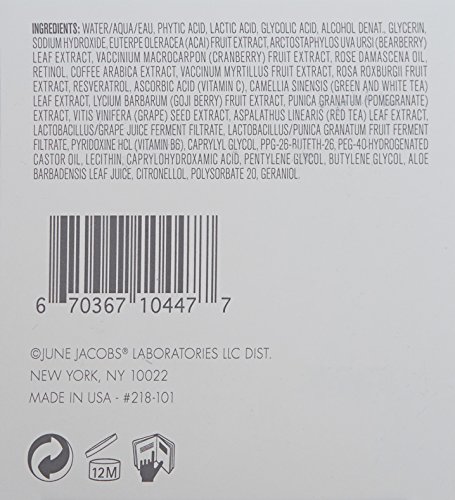 INGREDIENTS: WATER/AQUA/EAU, PHYTIC ACID, LACTIC ACID, GLYCOLIC ACID, ALCOHOL DENAT., GLYCERIN,
SODIUM HYDROXIDE, EUTERPE OLERACEA (ACAI) FRUIT EXTRACT, ARCTOSTAPHYLOS UVA URSI (BEARBERRY)
LEAF EXTRACT, VACCINIUM MACROCARPON (CRANBERRY) FRUIT EXTRACT, ROSE DAMASCENA OIL,
RETINOL, COFFEE ARABICA EXTRACT, VACCINUM MYRTILLUS FRUIT EXTRACT, ROSA ROXBURGII FRUIT
EXTRACT, RESVERATROL, ASCORBIC ACID (VITAMIN C), CAMELLIA SINENSIS (GREEN AND WHITE TEA)
LEAF EXTRACT, LYCIUM BARBARUM (GOJI BERRY) FRUIT EXTRACT, PUNICA GRANATUM (POMEGRANATE)
EXTRACT, VITIS VINIFERA (GRAPE) SEED EXTRACT, ASPALATHUS LINEARIS (RED TEA) LEAF EXTRACT,
LACTOBACILLUS/GRAPE JUICE FERMENT FILTRATE, LACTOBACILLUS/PUNICA GRANATUM FRUIT FERMENT
FILTRATE, PYRIDOXINE HCL (VITAMIN B6), CAPRYLYL GLYCOL, PPG-26-BUTETH-26, PEG-40-HYDROGENATED
CASTOR OIL, LECITHIN, CAPRYLOHYDROXAMIC ACID, PENTYLENE GLYCOL, BUTYLENE GLYCOL, ALOE
BARBADENSIS LEAF JUICE, CITRONELLOL, POLYSORBATE 20, GERANIOL.
6 70367 10447 7
©JUNE JACOBS® LABORATORIES LLC DIST.
NEW YORK, NY 10022
MADE IN USA - #218-101
12M